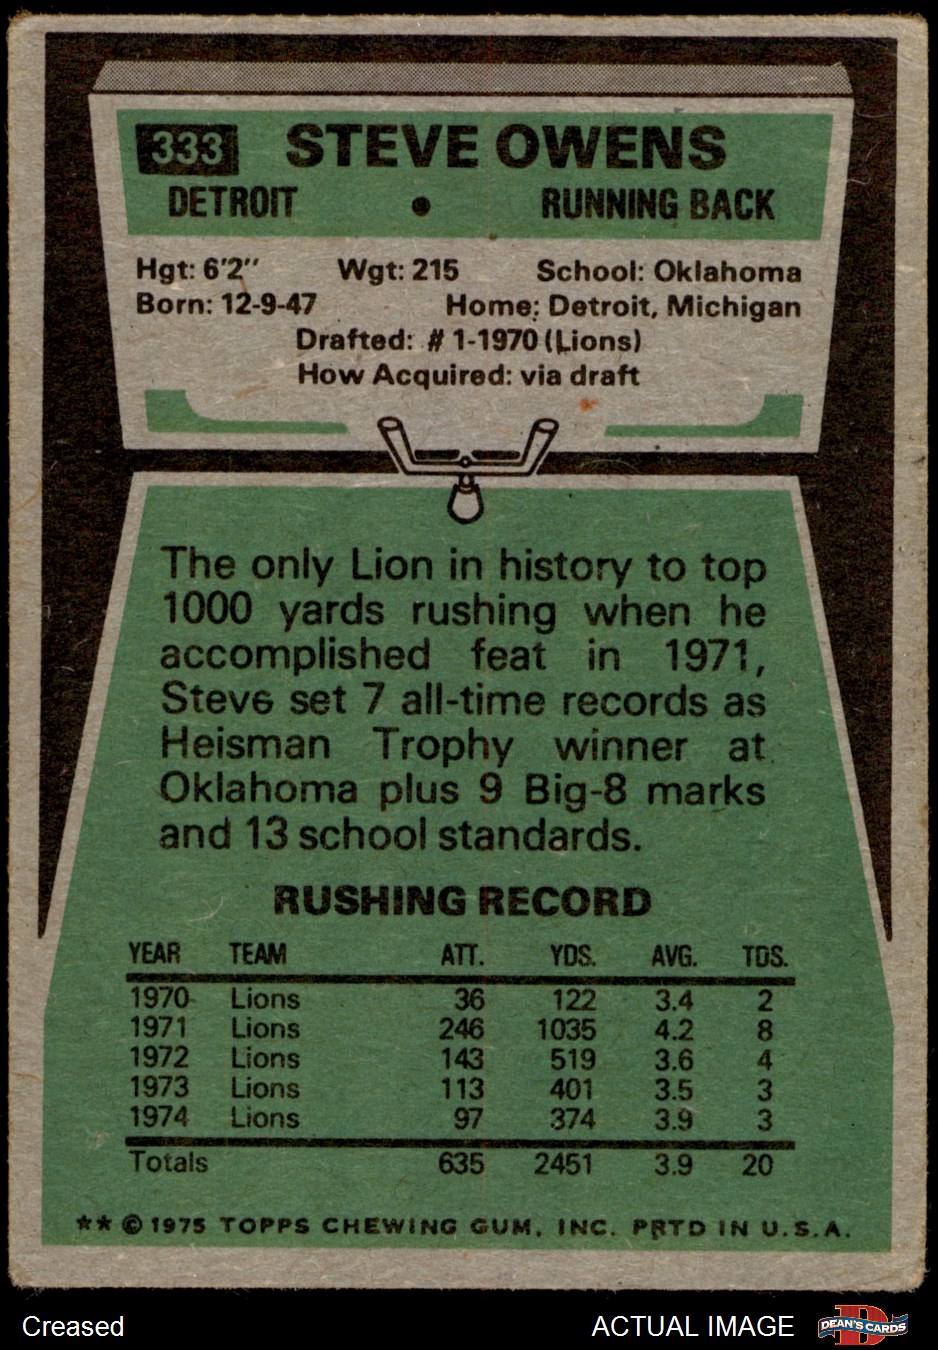 333 STEVE OWENS
DETROIT • RUNNING BACK
Hgt: 6'2" Wgt: 215 School: Oklahoma
Born: 12-9-47 Home: Detroit, Michigan
Drafted: # 1-1970 (Lions)
How Acquired: via draft
The only Lion in history to top
1000 yards rushing when he
accomplished feat in 1971,
Steve set 7 all-time records as
Heisman Trophy winner at
Oklahoma plus 9 Big-8 marks
and 13 school standards.
RUSHING RECORD
YEAR TEAM ATT. YDS. AVG. TDS.
1970 Lions 36 122 3.4 2
1971 Lions 246 1035 4.2 8
1972 Lions 143 519 3.6 4
1973 Lions 113 401 3.5 3
1974 Lions 97 374 3.9 3
Totals 635 2451 3.9 20
** © 1975 TOPPS CHEWING GUM, INC. PRTD IN U.S.A.
Creased ACTUAL IMAGE D DEAN'S CARDS